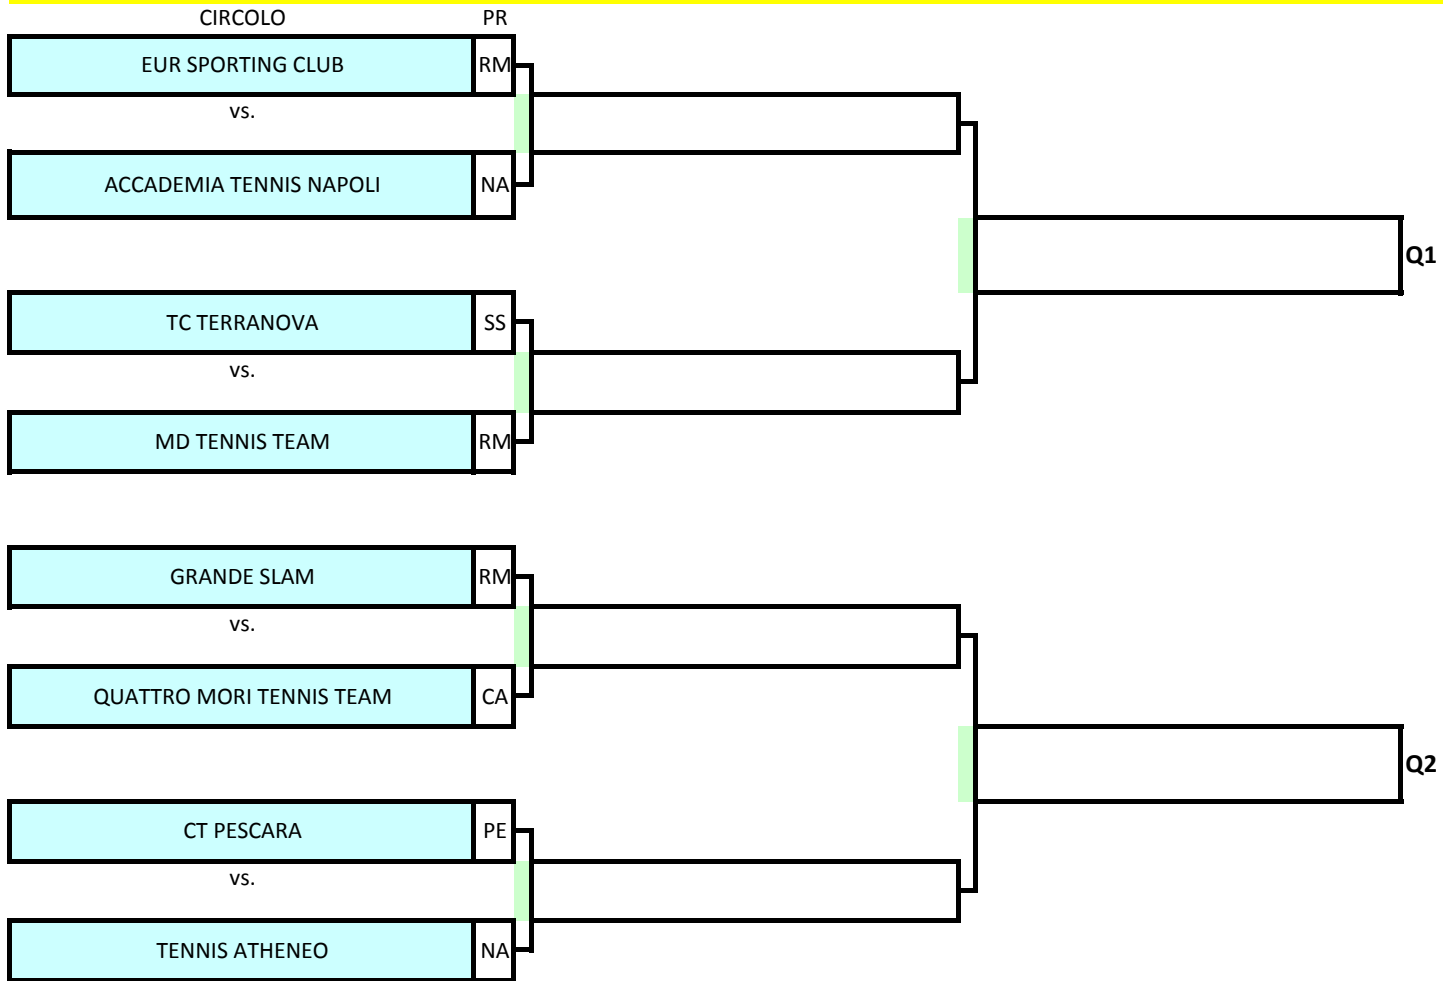 CIRCOLO PR
EUR SPORTING CLUB RM
vs.
ACCADEMIA TENNIS NAPOLI NA
Q1
TC TERRANOVA SS
vs.
MD TENNIS TEAM RM
GRANDE SLAM RM
vs.
QUATTRO MORI TENNIS TEAM CA
Q2
CT PESCARA PE
vs.
TENNIS ATHENEO NA